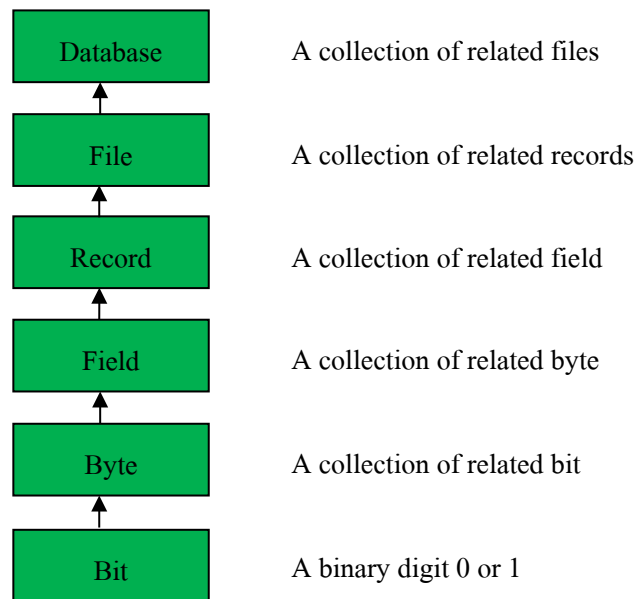 Database A collection of related files
File A collection of related records
Record A collection of related field
Field A collection of related byte
Byte A collection of related bit
Bit A binary digit 0 or 1